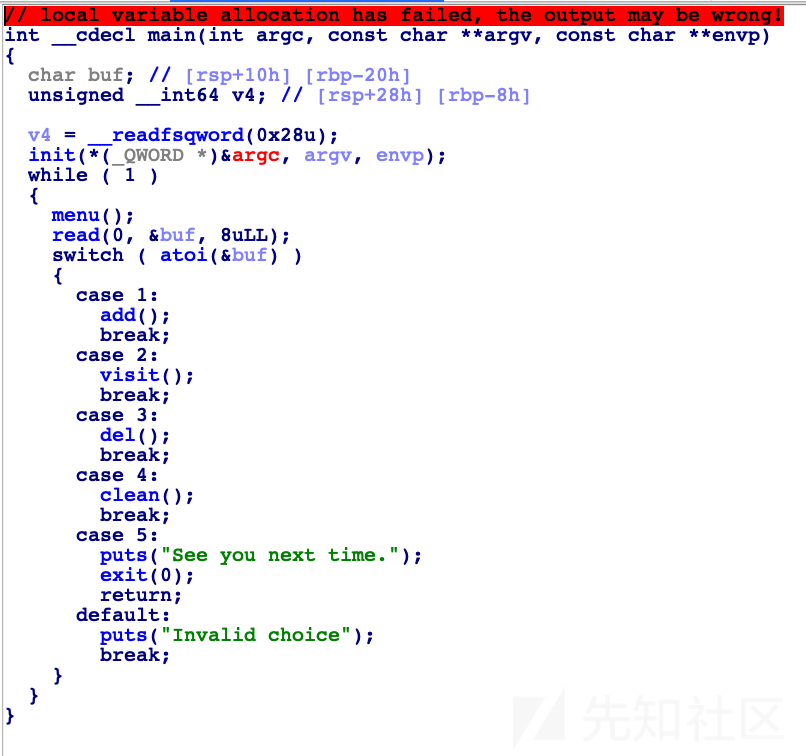 // local variable allocation has failed, the output may be wrong!
int __cdecl main(int argc, const char **argv, const char **envp)
{
  char buf; // [rsp+10h] [rbp-20h]
  unsigned __int64 v4; // [rsp+28h] [rbp-8h]

  v4 = __readfsqword(0x28u);
  init(*(_QWORD *)&argc, argv, envp);
  while ( 1 )
  {
    menu();
    read(0, &buf, 8uLL);
    switch ( atoi(&buf) )
    {
      case 1:
        add();
        break;
      case 2:
        visit();
        break;
      case 3:
        del();
        break;
      case 4:
        clean();
        break;
      case 5:
        puts("See you next time.");
        exit(0);
        return;
      default:
        puts("Invalid choice");
        break;
    }
  }
}
先知社区